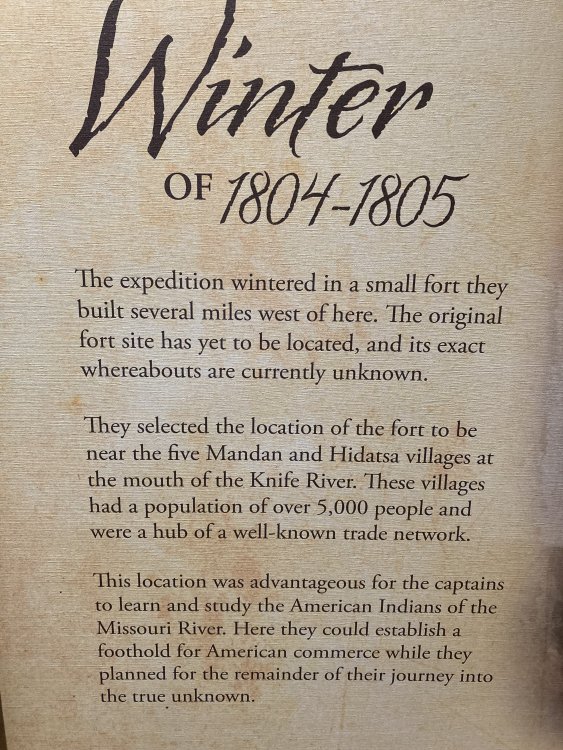 Winter
OF 1804-1805
The expedition wintered in a small fort they
built several miles west of here. The original
fort site has yet to be located, and its exact
whereabouts are currently unknown.
They selected the location of the fort to be
near the five Mandan and Hidatsa villages at
the mouth of the Knife River. These villages
had a population of over 5,000 people and
were a hub of a well-known trade network.
This location was advantageous for the captains
to learn and study the American Indians of the
Missouri River. Here they could establish a
foothold for American commerce while they
planned for the remainder of their journey into
the true unknown.